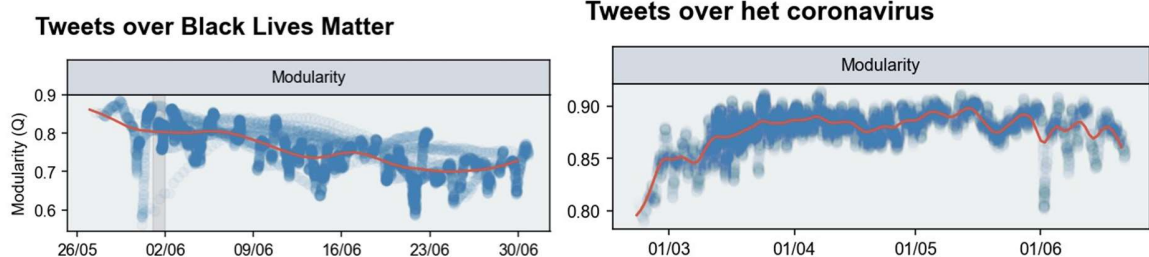 Tweets over Black Lives Matter
Modularity
Modularity (Q)
0.9
0.8
0.7
0.6
26/05 02/06 09/06 16/06 23/06 30/06
Tweets over het coronavirus
Modularity
0.90
0.85
0.80
01/03 01/04 01/05 01/06